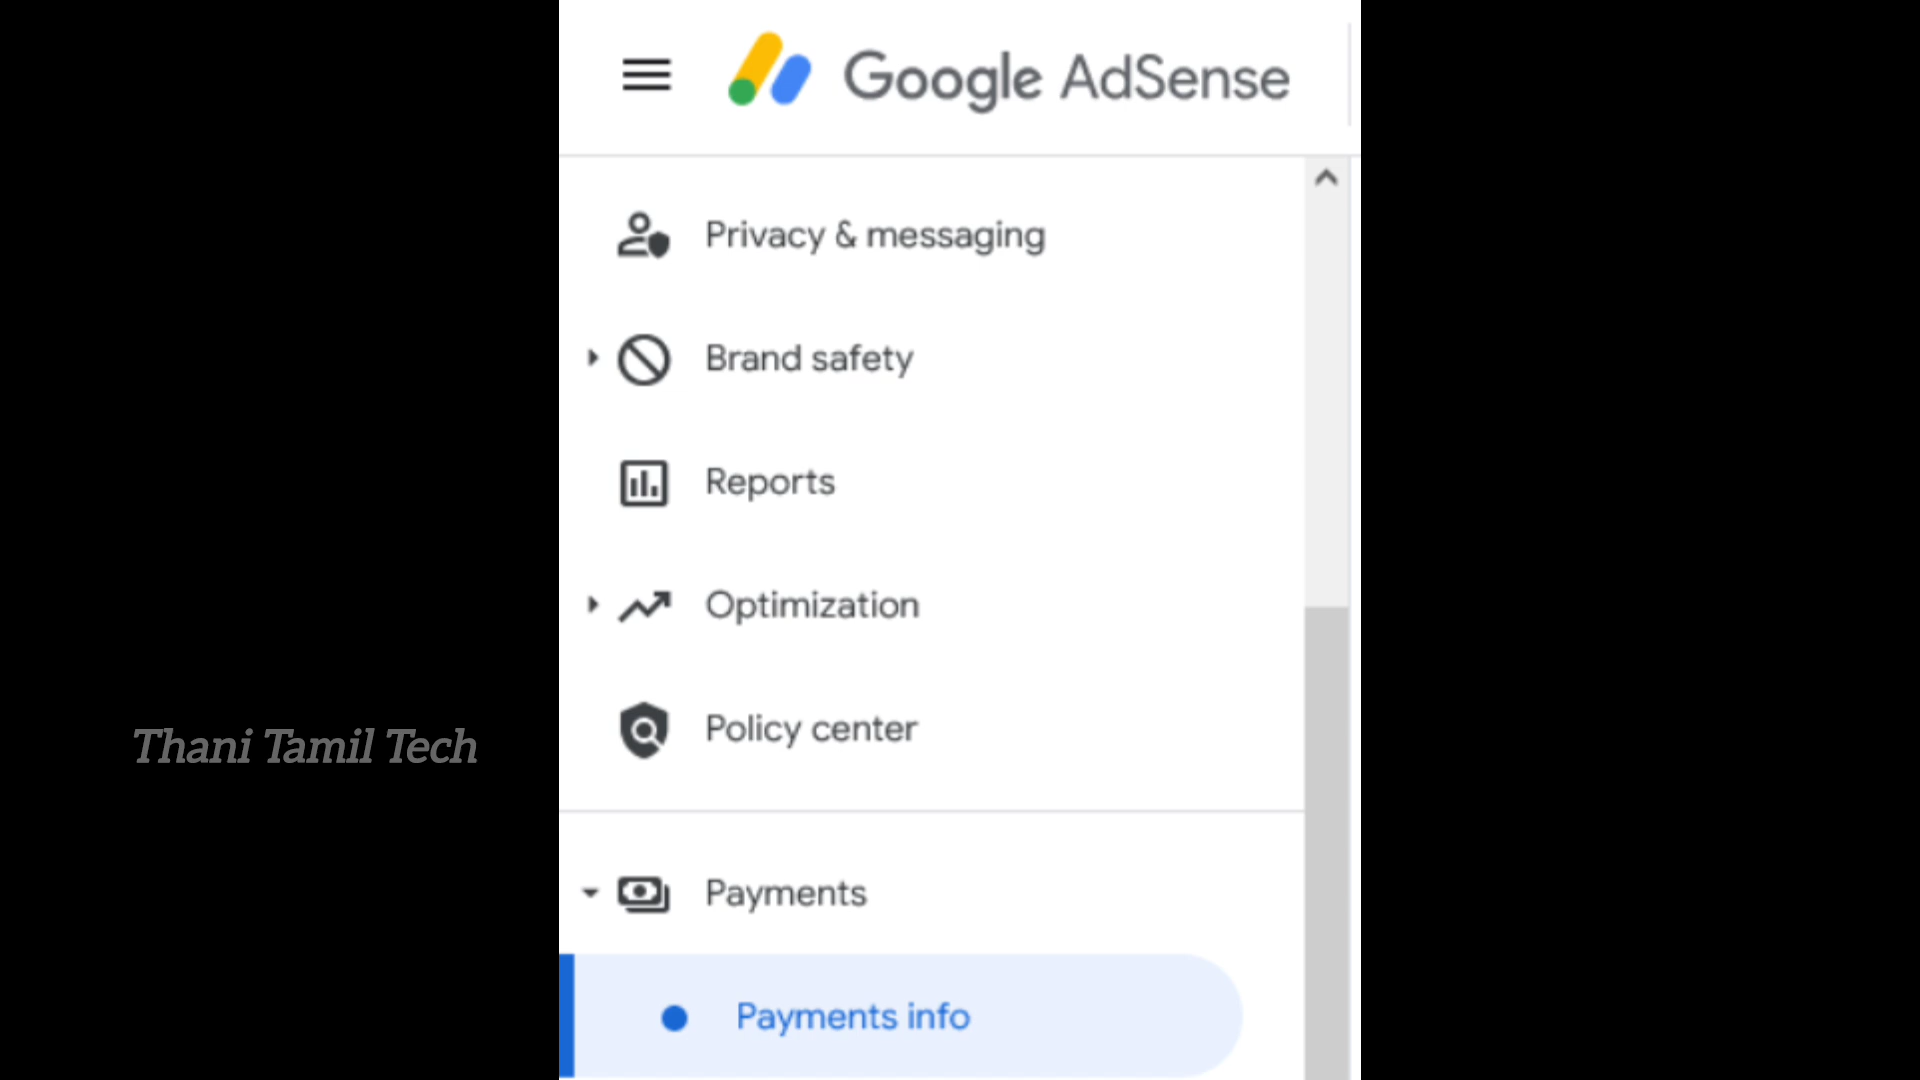 Google AdSense
Privacy & messaging
Brand safety
Reports
Optimization
Policy center
Thani Tamil Tech
Payments
Payments info